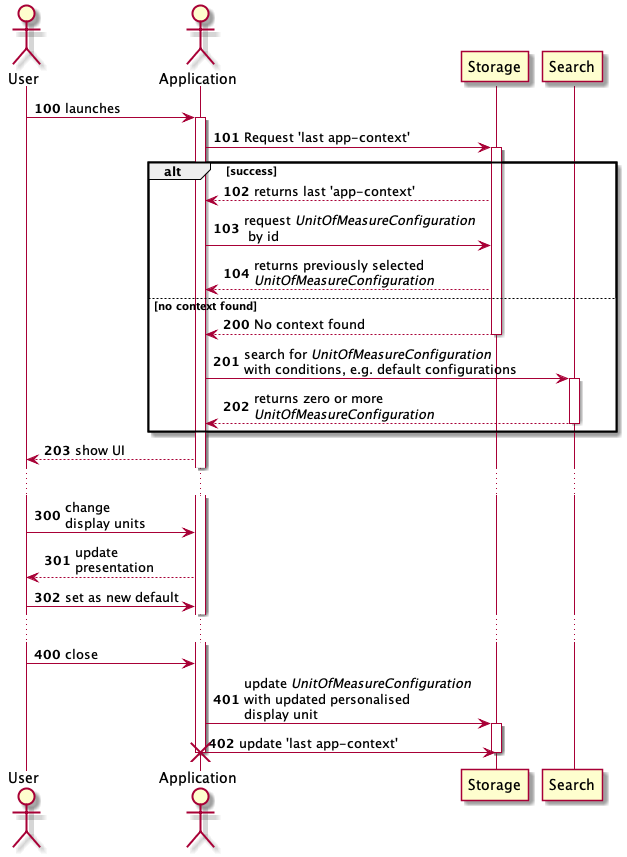 User
Application
Storage
Search
100 launches
101 Request 'last app-context'
alt
[success]
102 returns last 'app-context'
103 request UnitOfMeasureConfiguration
by id
104 returns previously selected
UnitOfMeasureConfiguration
[no context found]
200 No context found
201 search for UnitOfMeasureConfiguration
with conditions, e.g. default configurations
202 returns zero or more
UnitOfMeasureConfiguration
203 show UI
300 change
display units
301 update
presentation
302 set as new default
400 close
401 update UnitOfMeasureConfiguration
with updated personalised
display unit
402 update 'last app-context'
User
Application
Storage
Search